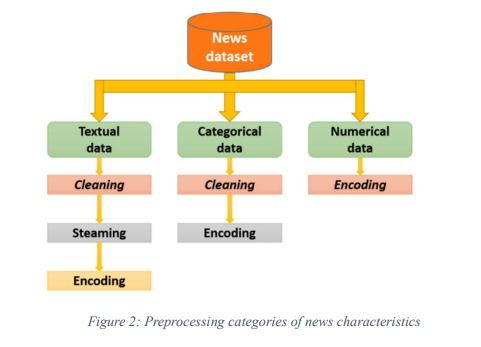 News
dataset
Textual
data
Categorical
data
Numerical
data
Cleaning
Cleaning
Encoding
Steaming
Encoding
Encoding
Figure 2: Preprocessing categories of news characteristics